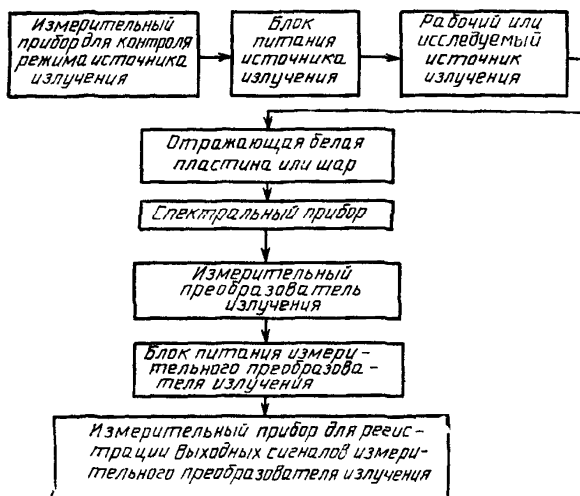 Измерительный
прибор для контроля
режима источника
излучения
Блок
питания
источника
излучения
Рабочий или
исследуемый
источник
излучения
Отражающая белая
пластина или шар
Спектральный прибор
Измерительный
преобразователь
излучения
Блок питания измери-
тельного преобразова-
теля излучения
Измерительный прибор для регис-
трации выходных сигналов измери-
тельного преобразователя излучения